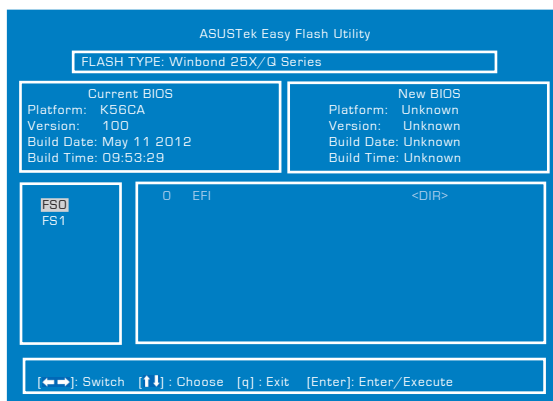 ASUSTek Easy Flash Utility
FLASH TYPE: Winbond 25X/Q Series
Current BIOS
Platform: K56CA
Version: 100
Build Date: May 11 2012
Build Time: 09:53:29
New BIOS
Platform: Unknown
Version: Unknown
Build Date: Unknown
Build Time: Unknown
FS0
FS1
0 EFI <DIR>
[←→]: Switch [↑↓] : Choose [q] : Exit [Enter]: Enter/Execute